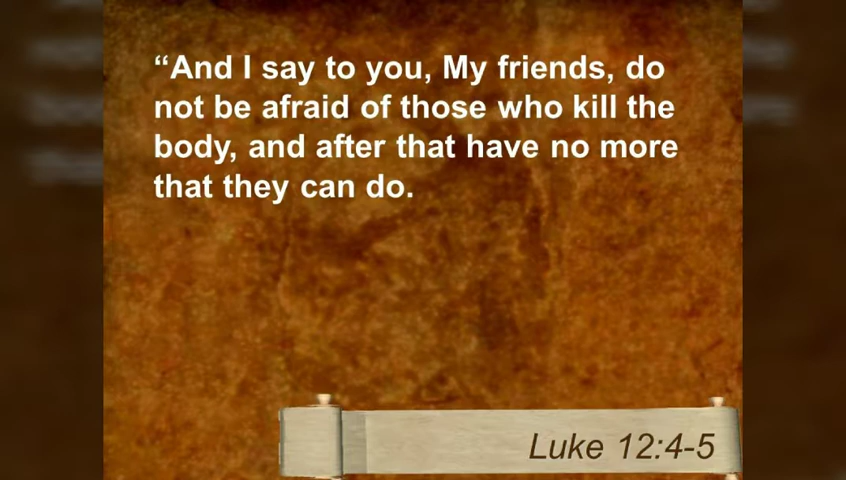 “And I say to you, My friends, do
not be afraid of those who kill the
body, and after that have no more
that they can do.
Luke 12:4-5